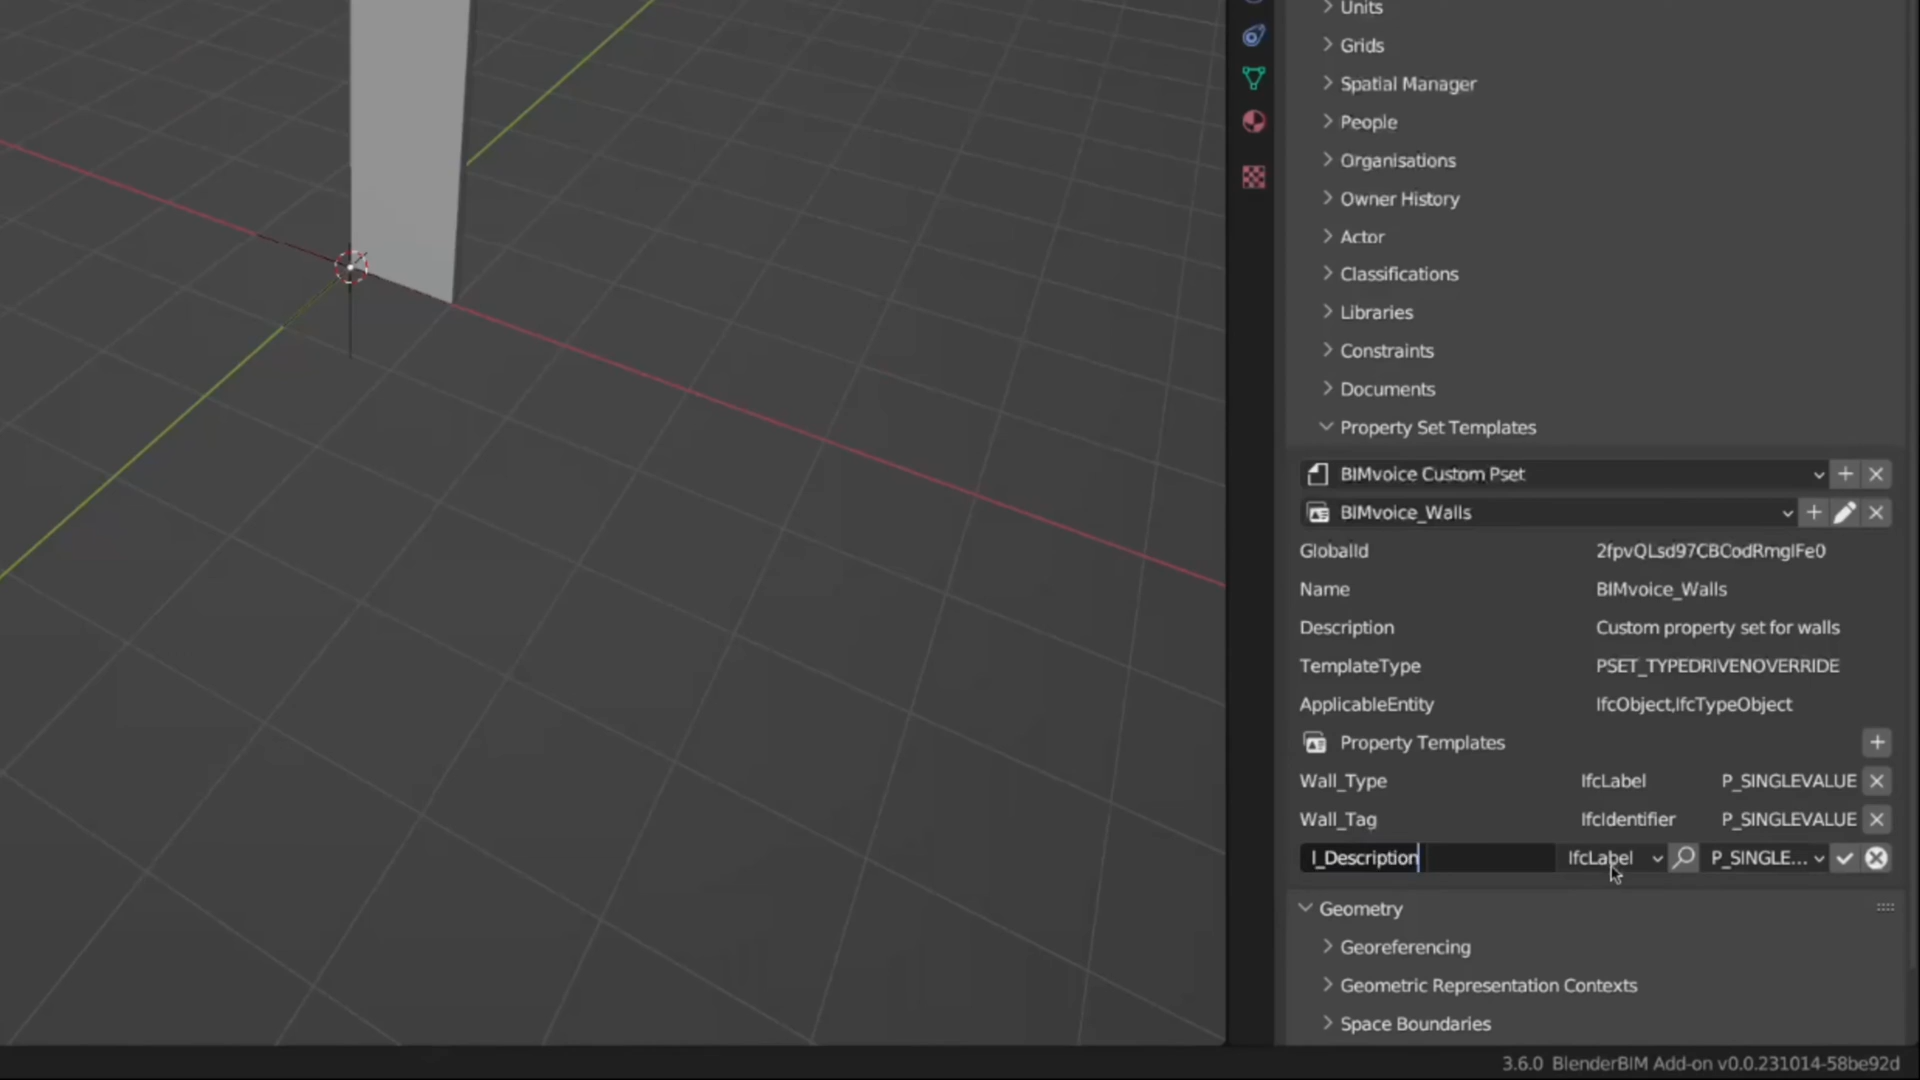 Units
Grids
Spatial Manager
People
Organisations
Owner History
Actor
Classifications
Libraries
Constraints
Documents
Property Set Templates
BIMvoice Custom Pset
BIMvoice_Walls
GlobalId 2fpvQLsd97CBCodRmglFe0
Name BIMvoice_Walls
Description Custom property set for walls
TemplateType PSET_TYPEDRIVENOVERRIDE
ApplicableEntity IfcObject,IfcTypeObject
Property Templates
Wall_Type IfcLabel P_SINGLEVALUE
Wall_Tag IfcIdentifier P_SINGLEVALUE
l_Description IfcLabel P_SINGLE...
Geometry
Georeferencing
Geometric Representation Contexts
Space Boundaries
3.6.0 BlenderBIM Add-on v0.0.231014-58be92d